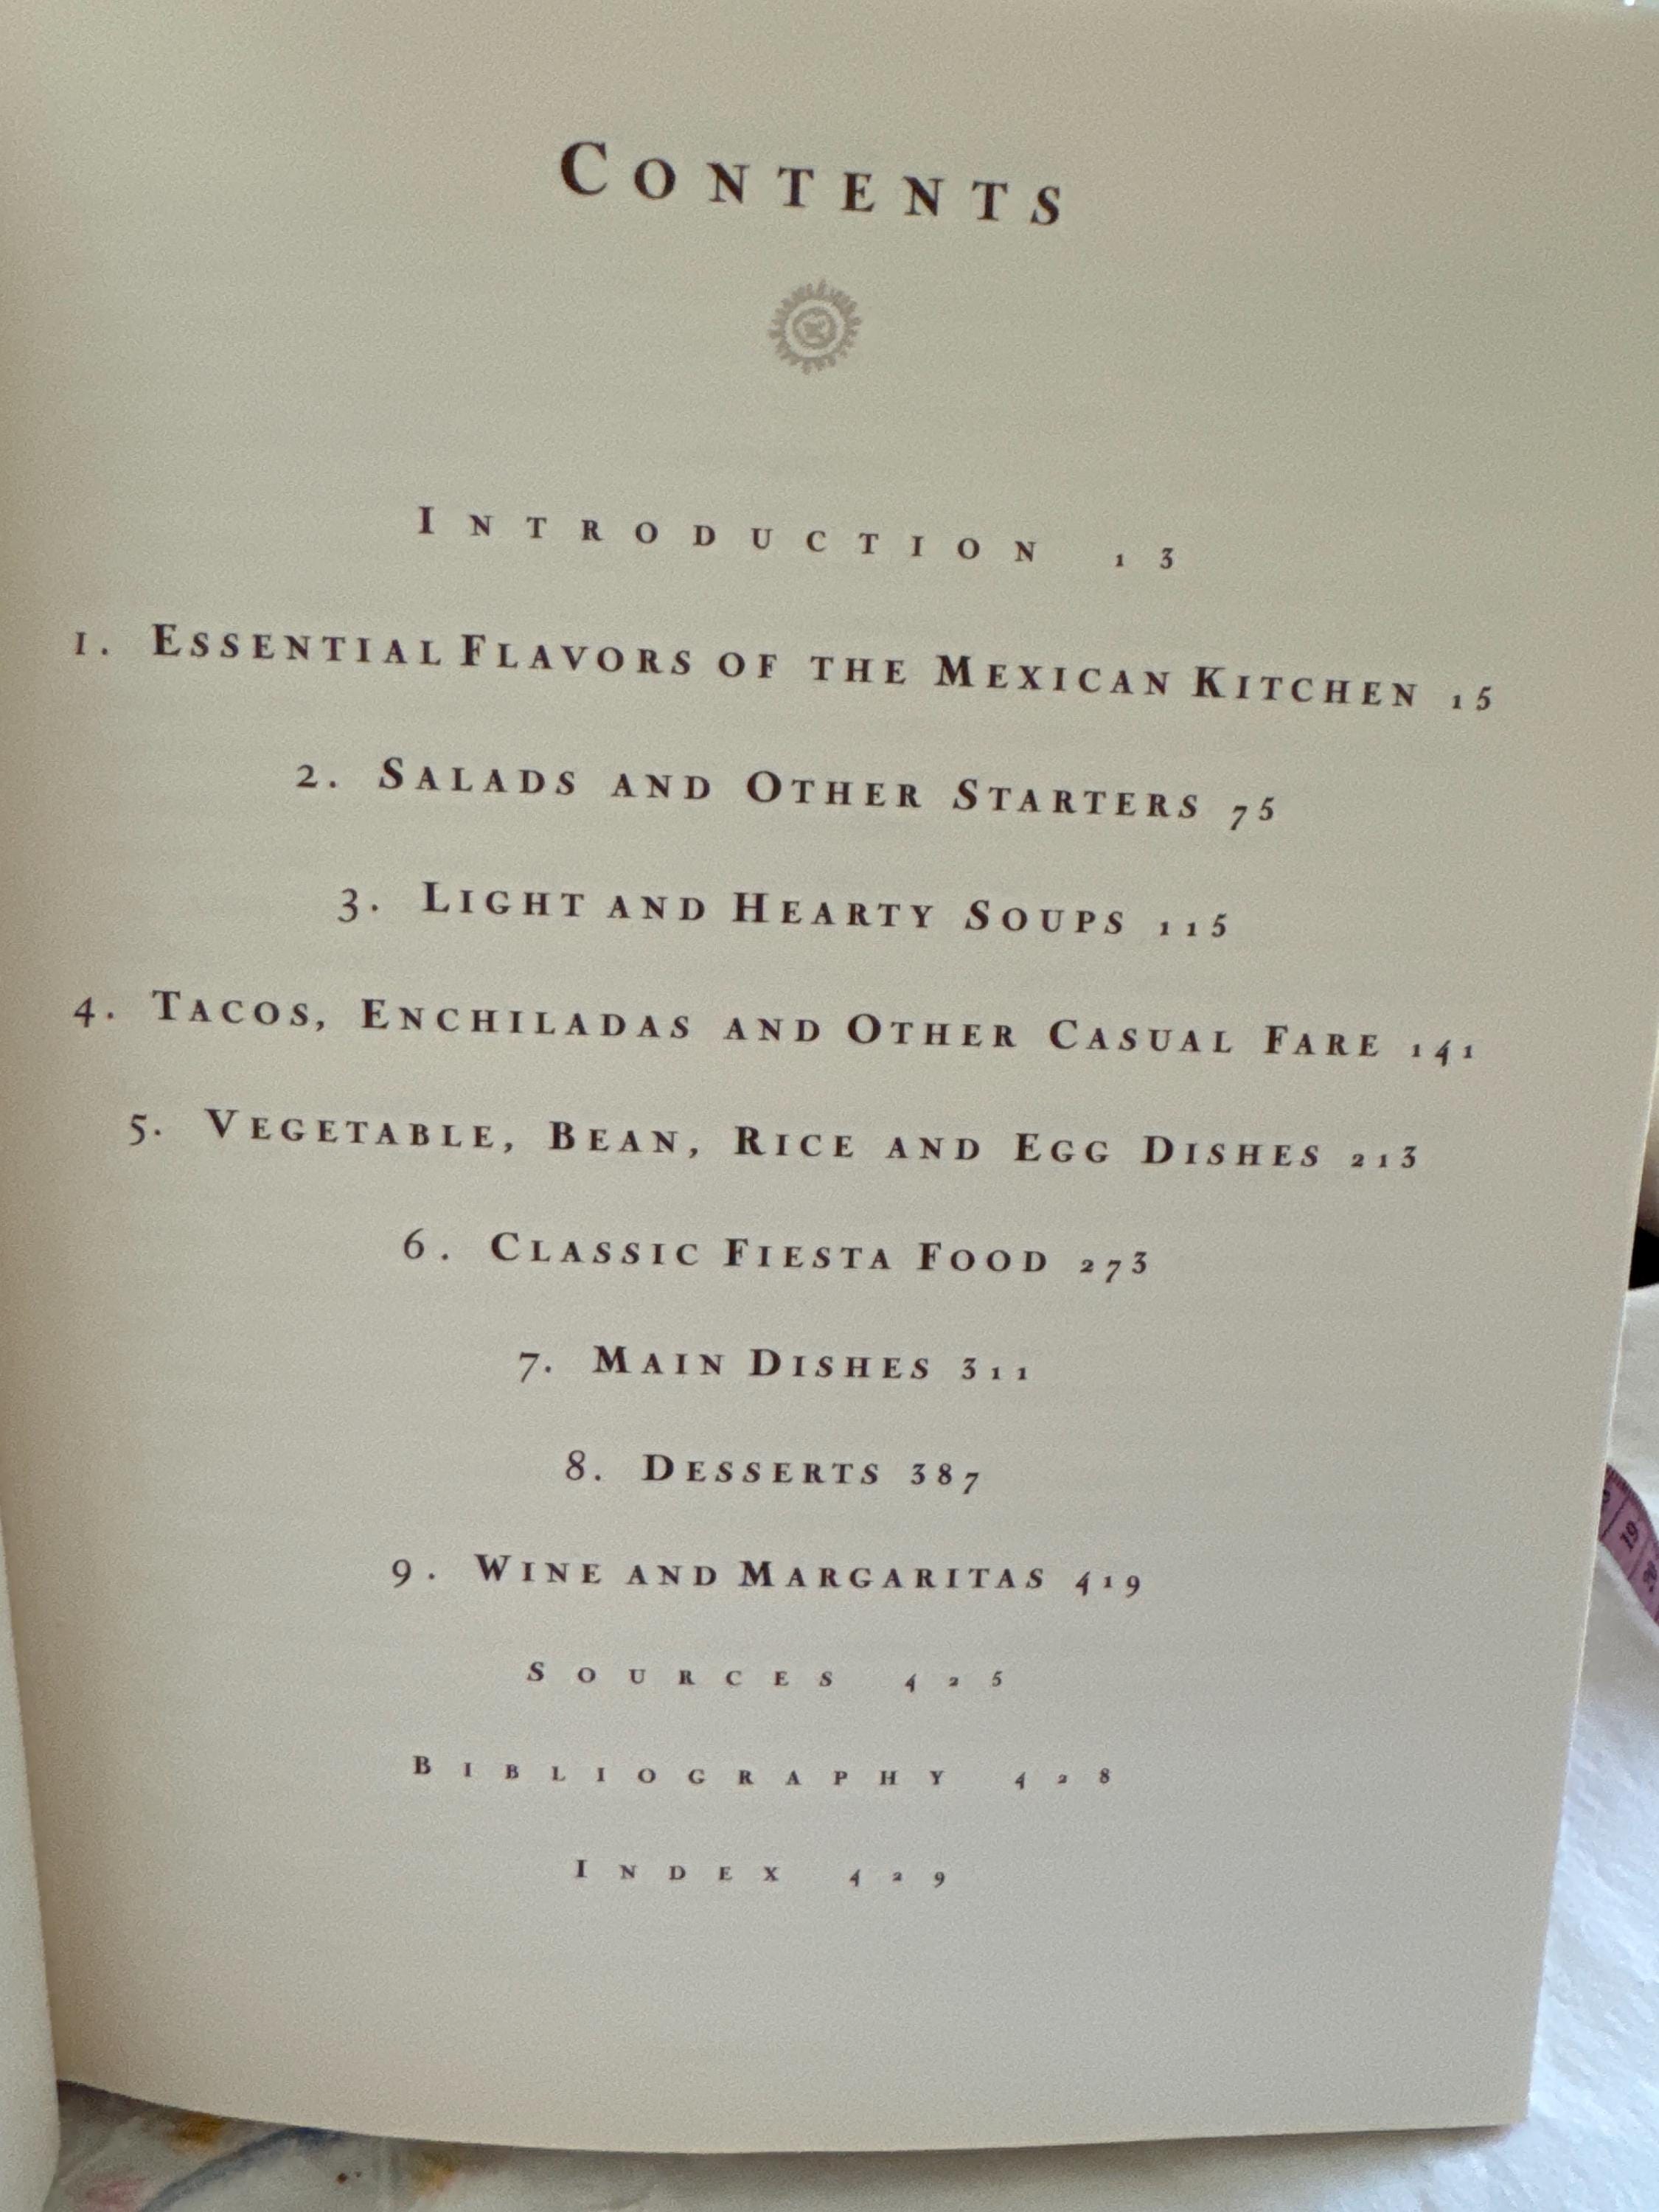 CONTENTS
INTRODUCTION 13
1. ESSENTIAL FLAVORS OF THE MEXICAN KITCHEN 15
2. SALADS AND OTHER STARTERS 75
3. LIGHT AND HEARTY SOUPS 115
4. TACOS, ENCHILADAS AND OTHER CASUAL FARE 141
5. VEGETABLE, BEAN, RICE AND EGG DISHES 213
6. CLASSIC FIESTA FOOD 273
7. MAIN DISHES 311
8. DESSERTS 387
9. WINE AND MARGARITAS 419
SOURCES 425
BIBLIOGRAPHY 428
INDEX 429
19